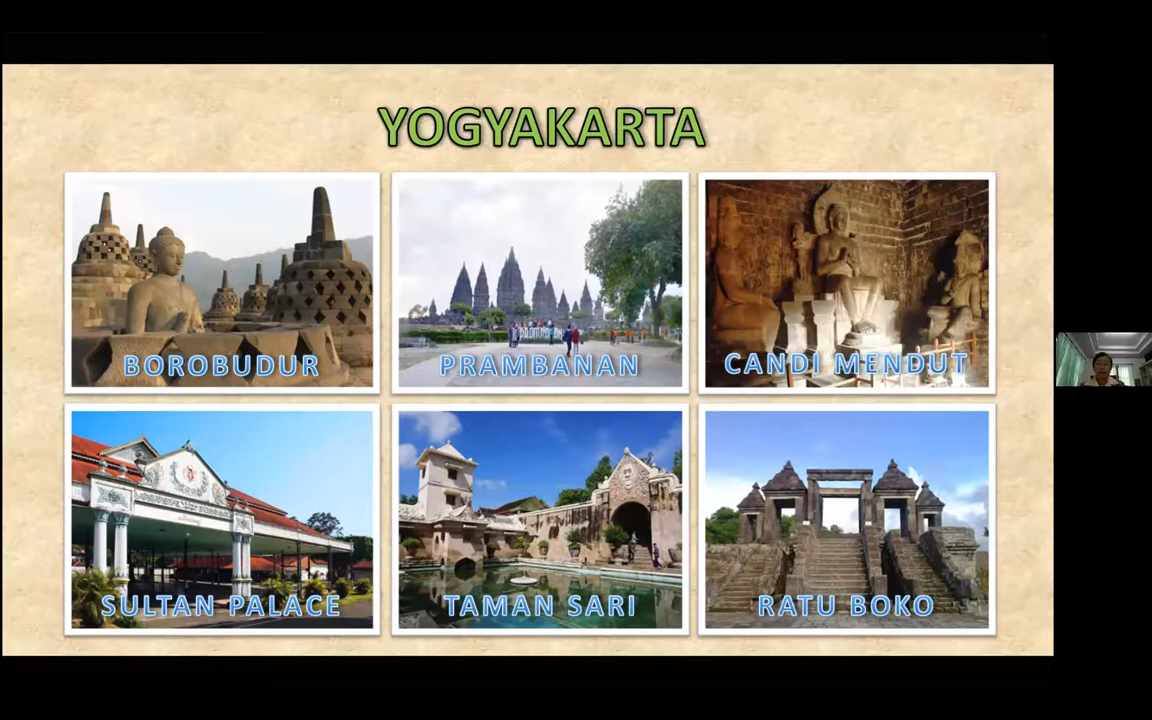 YOGYAKARTA
BOROBUDUR
PRAMBANAN
CANDI MENDUT
SULTAN PALACE
TAMAN SARI
RATU BOKO